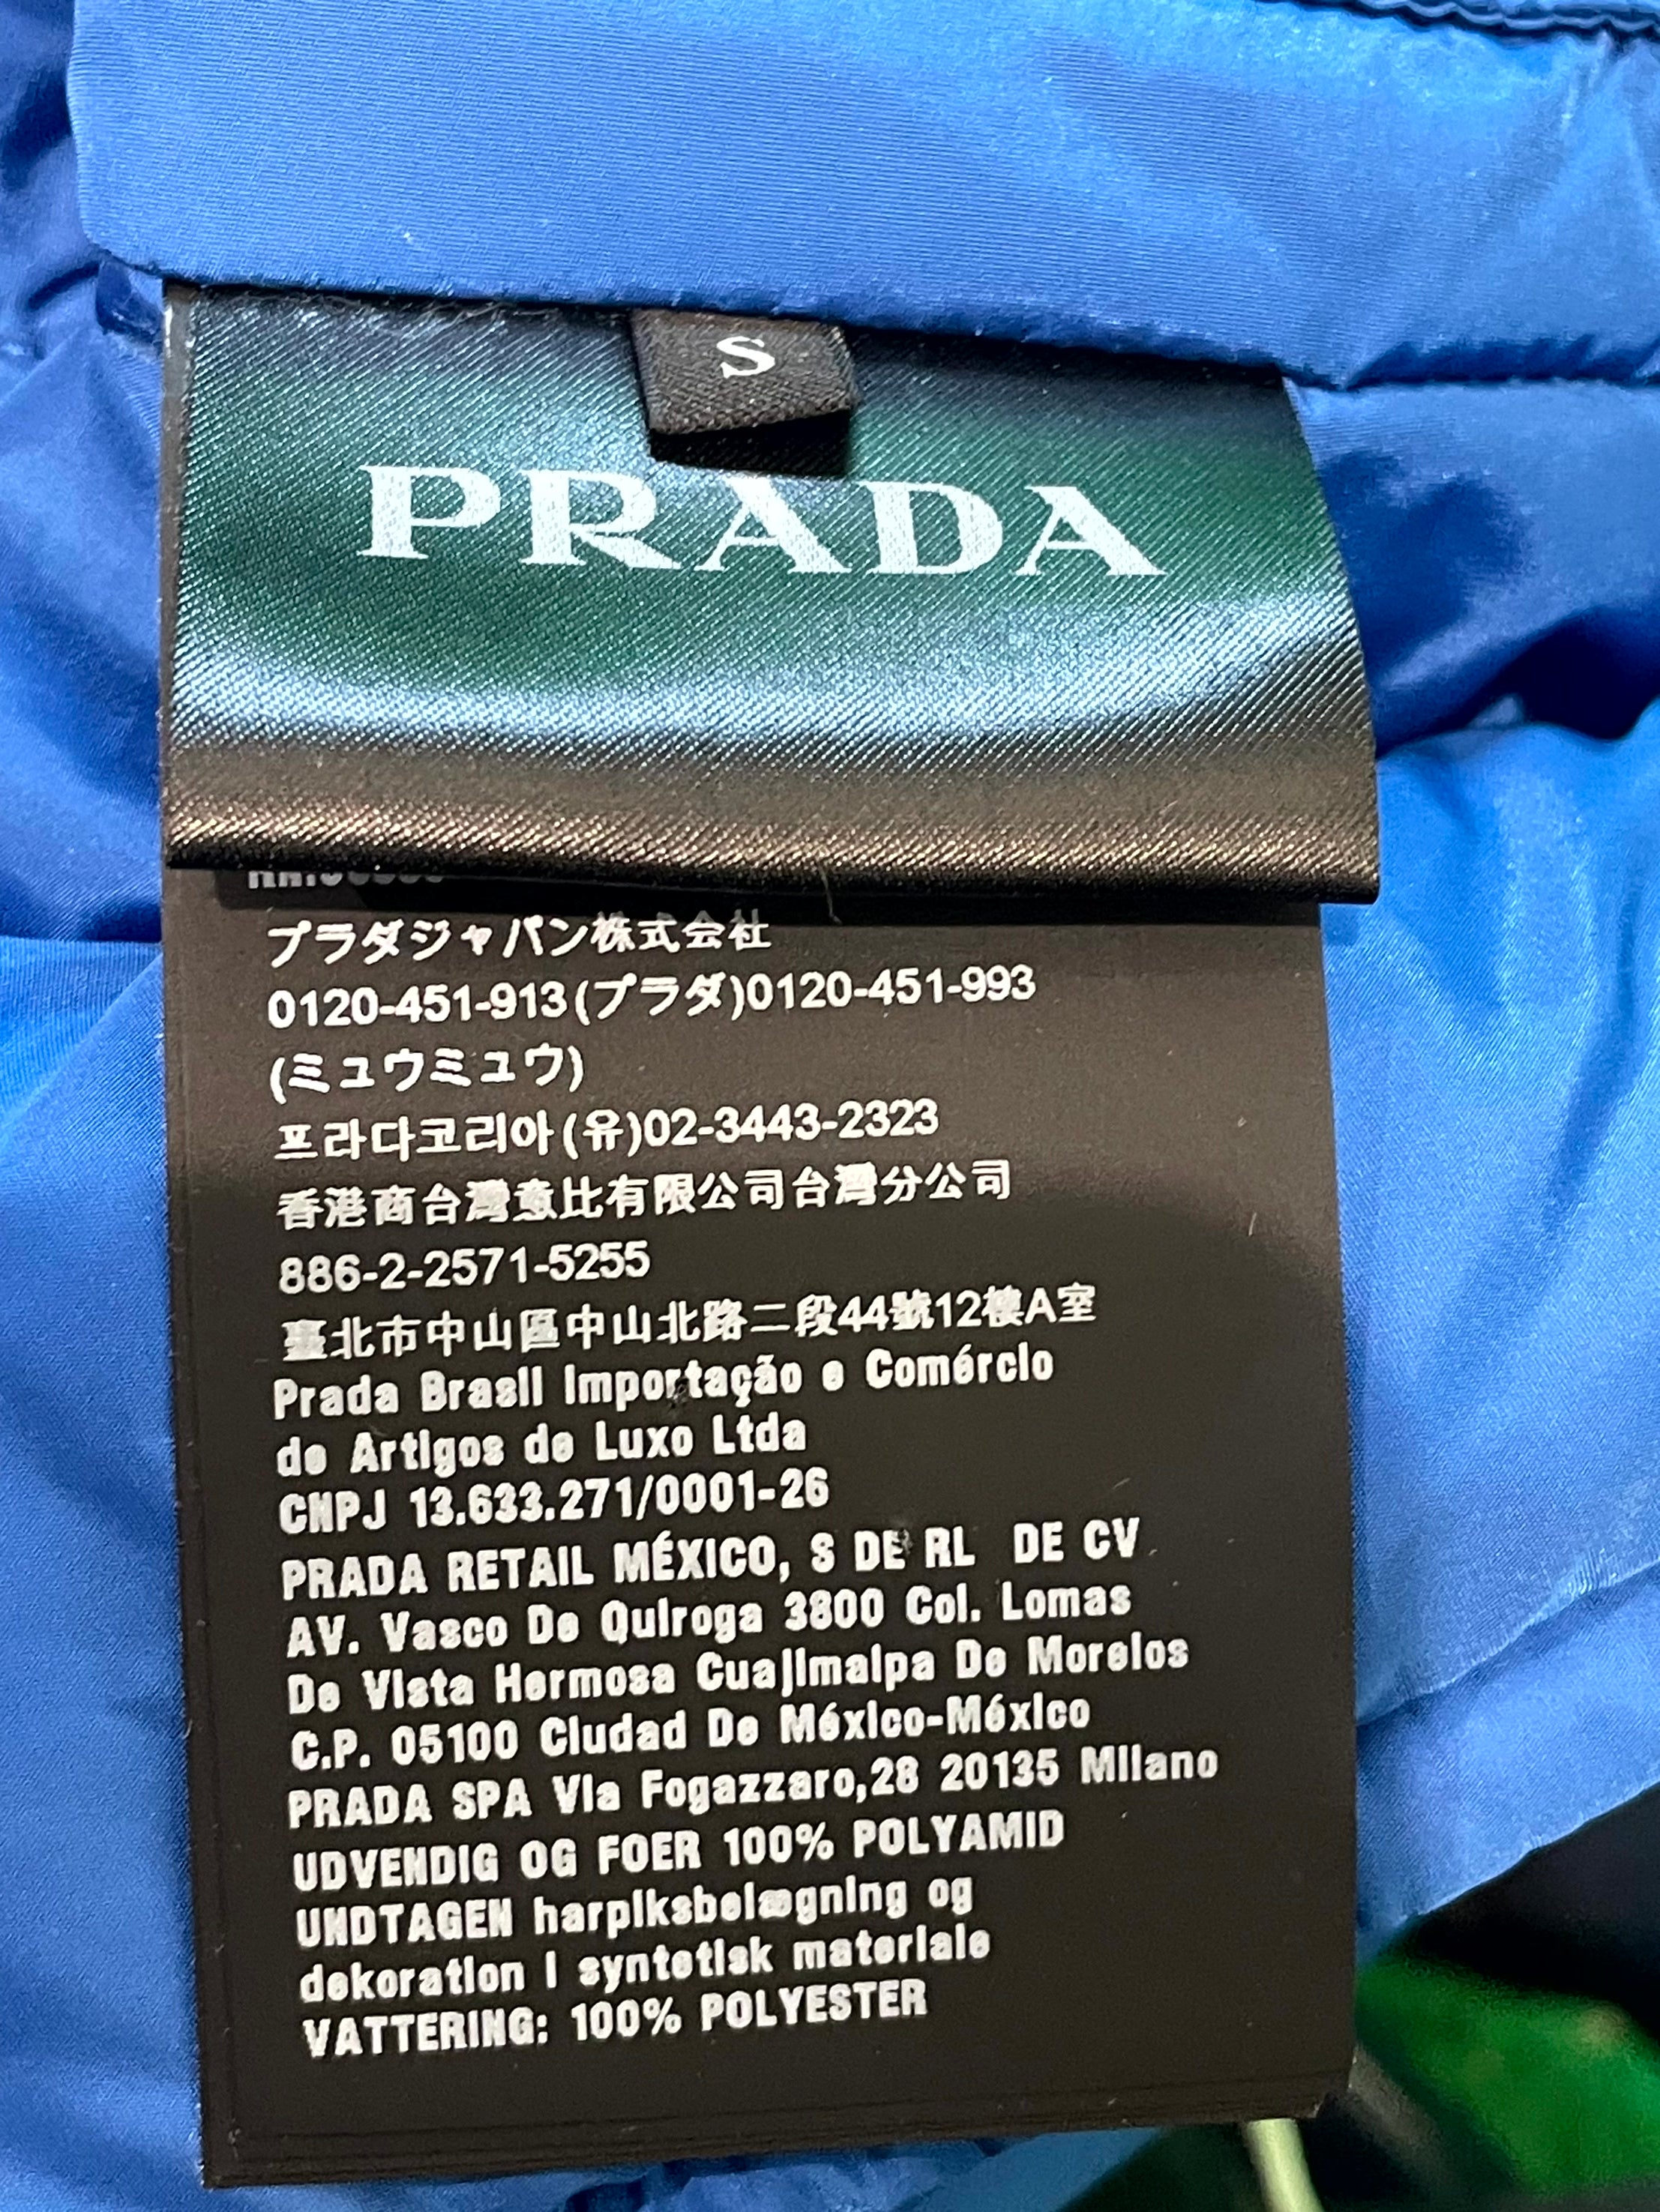 S
PRADA
プラダジャパン株式会社
0120-451-913(プラダ)0120-451-993
(ミュウミュウ)
프라다코리아(유)02-3443-2323
香港商台灣意比有限公司台灣分公司
886-2-2571-5255
臺北市中山區中山北路二段44號12樓A室
Prada Brasil Importação e Comércio
de Artigos de Luxo Ltda
CNPJ 13.633.271/0001-26
PRADA RETAIL MÉXICO, S DE RL DE CV
AV. Vasco De Quiroga 3800 Col. Lomas
De Vista Hermosa Cuajimalpa De Morelos
C.P. 05100 Ciudad De México-México
PRADA SPA Via Fogazzaro,28 20135 Milano
UDVENDIG OG FOER 100% POLYAMID
UNDTAGEN harpiksbelægning og
dekoration i syntetisk materiale
VATTERING: 100% POLYESTER